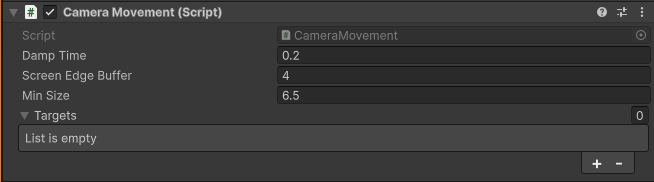 Camera Movement (Script)
Script CameraMovement
Damp Time 0.2
Screen Edge Buffer 4
Min Size 6.5
Targets 0
List is empty
+ -